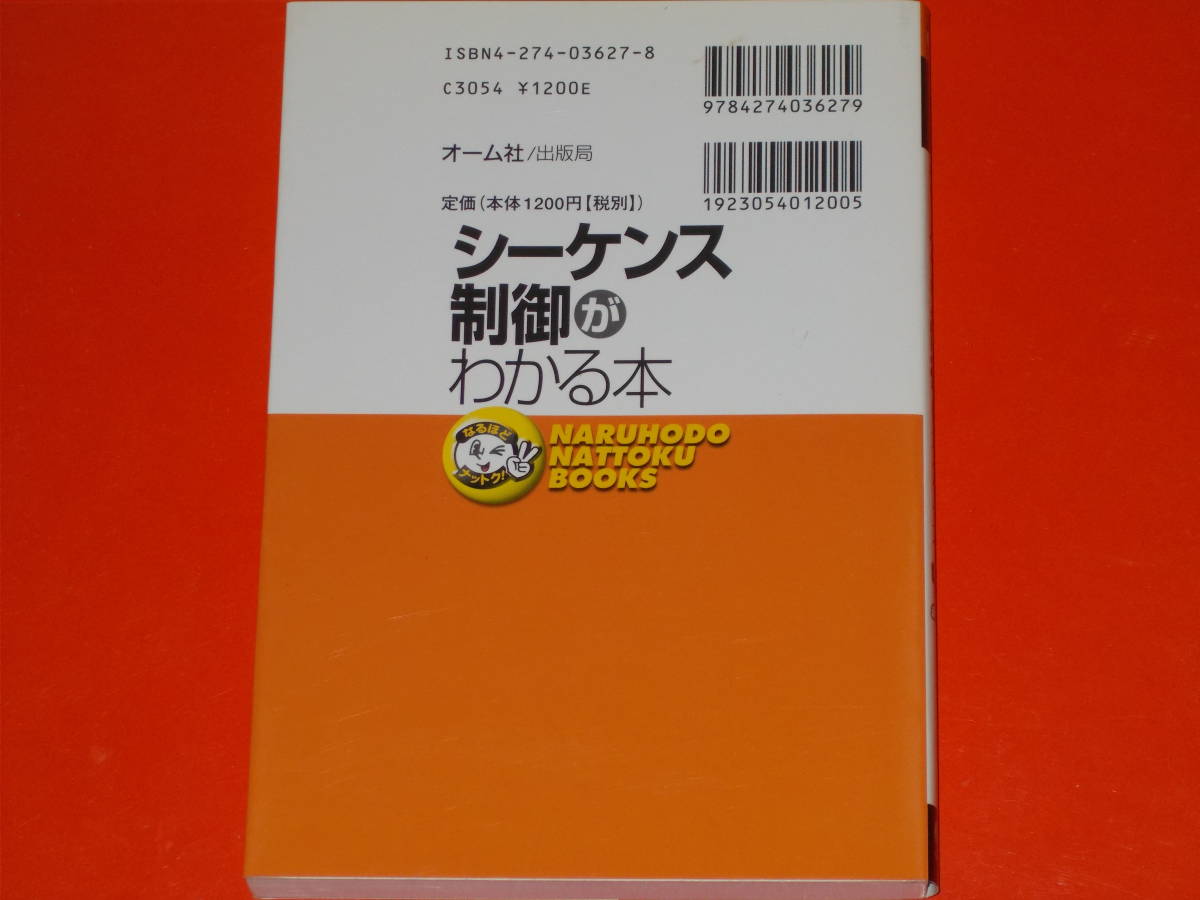 ISBN4-274-03627-8
C3054 ¥1200E
9784274036279
オーム社/出版局
定価(本体1200円【税別】)
1923054012005
シーケンス
制御が
わかる本
なるほど
ナットク!
NARUHODO
NATTOKU
BOOKS